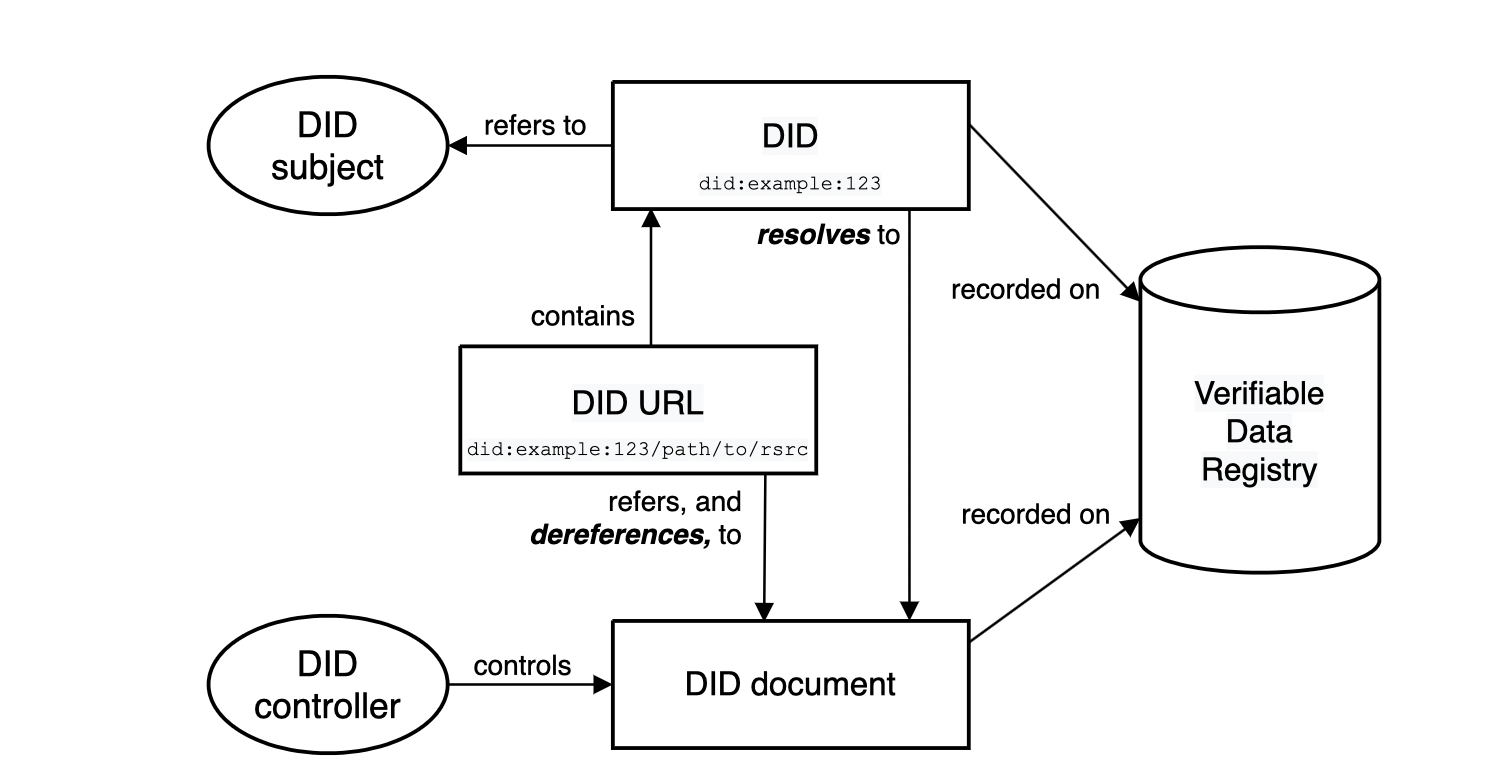 DID
subject
refers to
DID
did:example:123
resolves to
recorded on
contains
DID URL
did:example:123/path/to/rsrc
Verifiable
Data
Registry
refers, and
dereferences, to
recorded on
DID
controller
controls
DID document